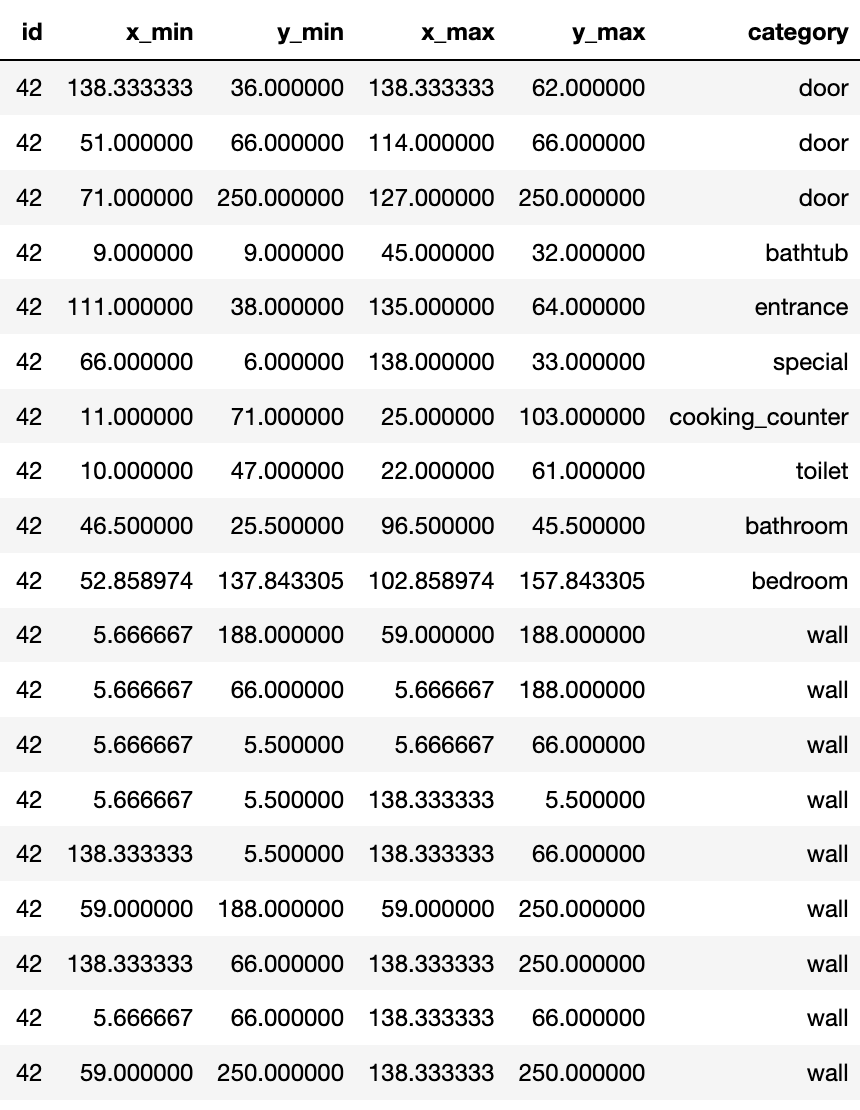 id x_min y_min x_max y_max category
42 138.333333 36.000000 138.333333 62.000000 door
42 51.000000 66.000000 114.000000 66.000000 door
42 71.000000 250.000000 127.000000 250.000000 door
42 9.000000 9.000000 45.000000 32.000000 bathtub
42 111.000000 38.000000 135.000000 64.000000 entrance
42 66.000000 6.000000 138.000000 33.000000 special
42 11.000000 71.000000 25.000000 103.000000 cooking_counter
42 10.000000 47.000000 22.000000 61.000000 toilet
42 46.500000 25.500000 96.500000 45.500000 bathroom
42 52.858974 137.843305 102.858974 157.843305 bedroom
42 5.666667 188.000000 59.000000 188.000000 wall
42 5.666667 66.000000 5.666667 188.000000 wall
42 5.666667 5.500000 5.666667 66.000000 wall
42 5.666667 5.500000 138.333333 5.500000 wall
42 138.333333 5.500000 138.333333 66.000000 wall
42 59.000000 188.000000 59.000000 250.000000 wall
42 138.333333 66.000000 138.333333 250.000000 wall
42 5.666667 66.000000 138.333333 66.000000 wall
42 59.000000 250.000000 138.333333 250.000000 wall